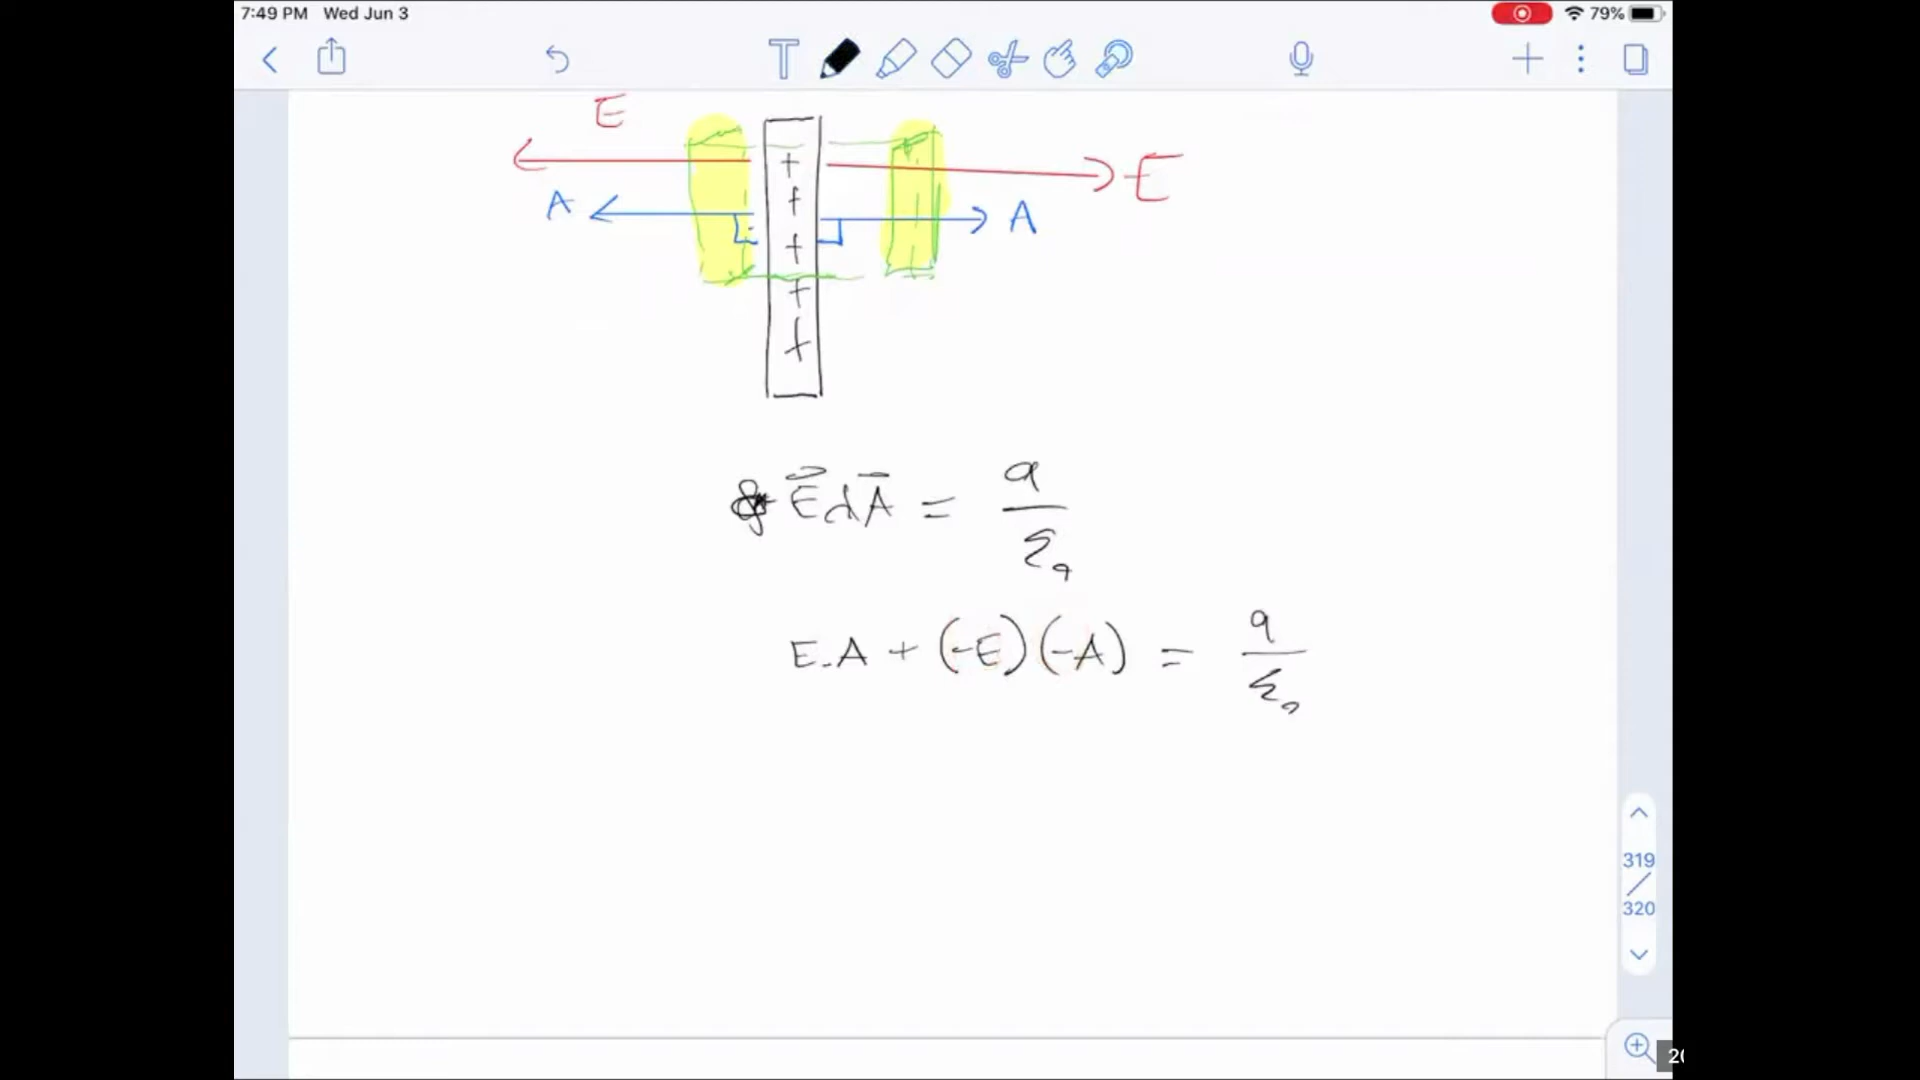 7:49 PM Wed Jun 3 79%
T
E
E
A A
+
+
+
+
+
∮ E⃗ dA⃗ = q / ε₀
E.A + (-E)(-A) = q / ε₀
319
/
320